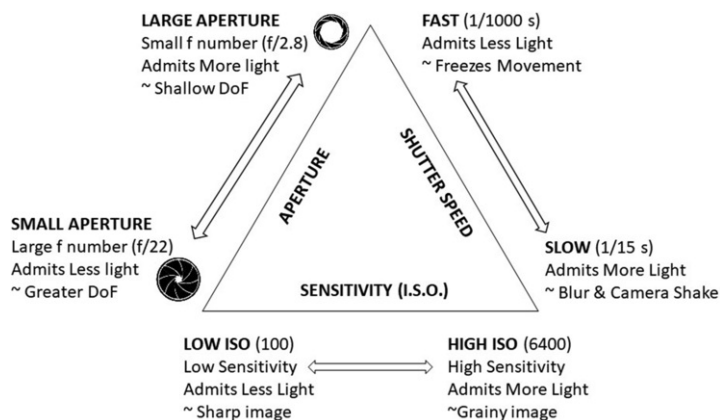 LARGE APERTURE
Small f number (f/2.8)
Admits More light
~ Shallow DoF
FAST (1/1000 s)
Admits Less Light
~ Freezes Movement
APERTURE
SHUTTER SPEED
SMALL APERTURE
Large f number (f/22)
Admits Less light
~ Greater DoF
SLOW (1/15 s)
Admits More Light
~ Blur & Camera Shake
SENSITIVITY (I.S.O.)
LOW ISO (100)
Low Sensitivity
Admits Less Light
~ Sharp image
HIGH ISO (6400)
High Sensitivity
Admits More Light
~Grainy image